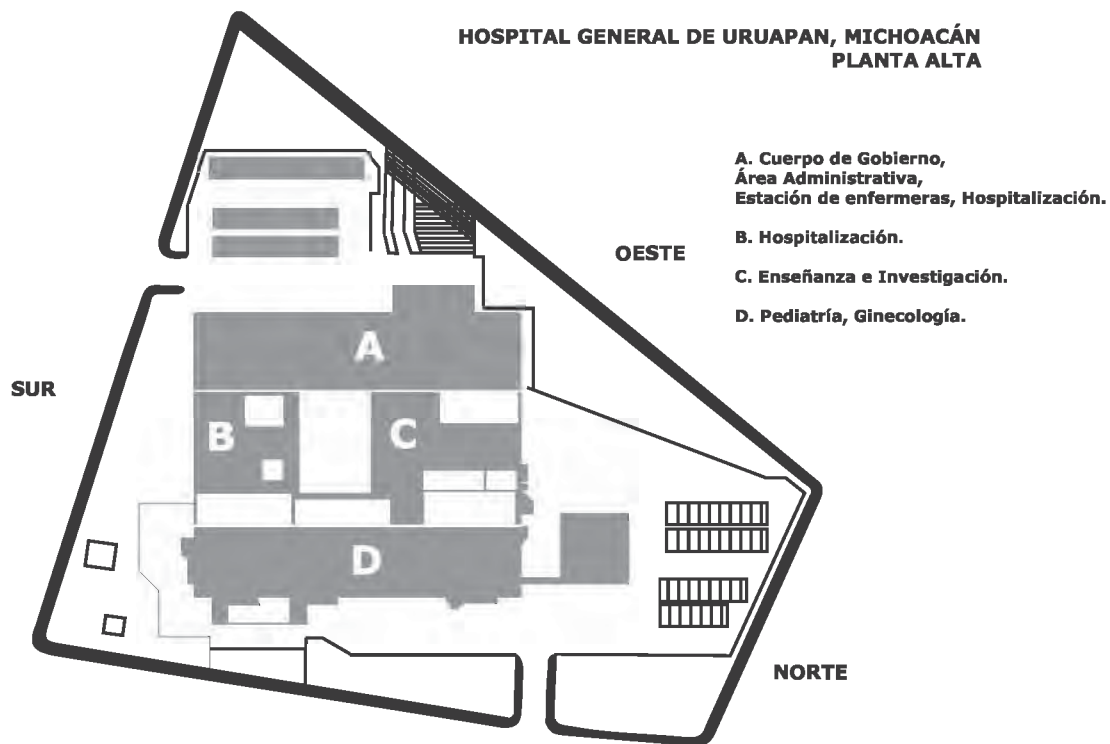 HOSPITAL GENERAL DE URUAPAN, MICHOACÁN
PLANTA ALTA
A. Cuerpo de Gobierno,
Área Administrativa,
Estación de enfermeras, Hospitalización.
B. Hospitalización.
C. Enseñanza e Investigación.
D. Pediatría, Ginecología.
OESTE
A
SUR
B
C
D
NORTE